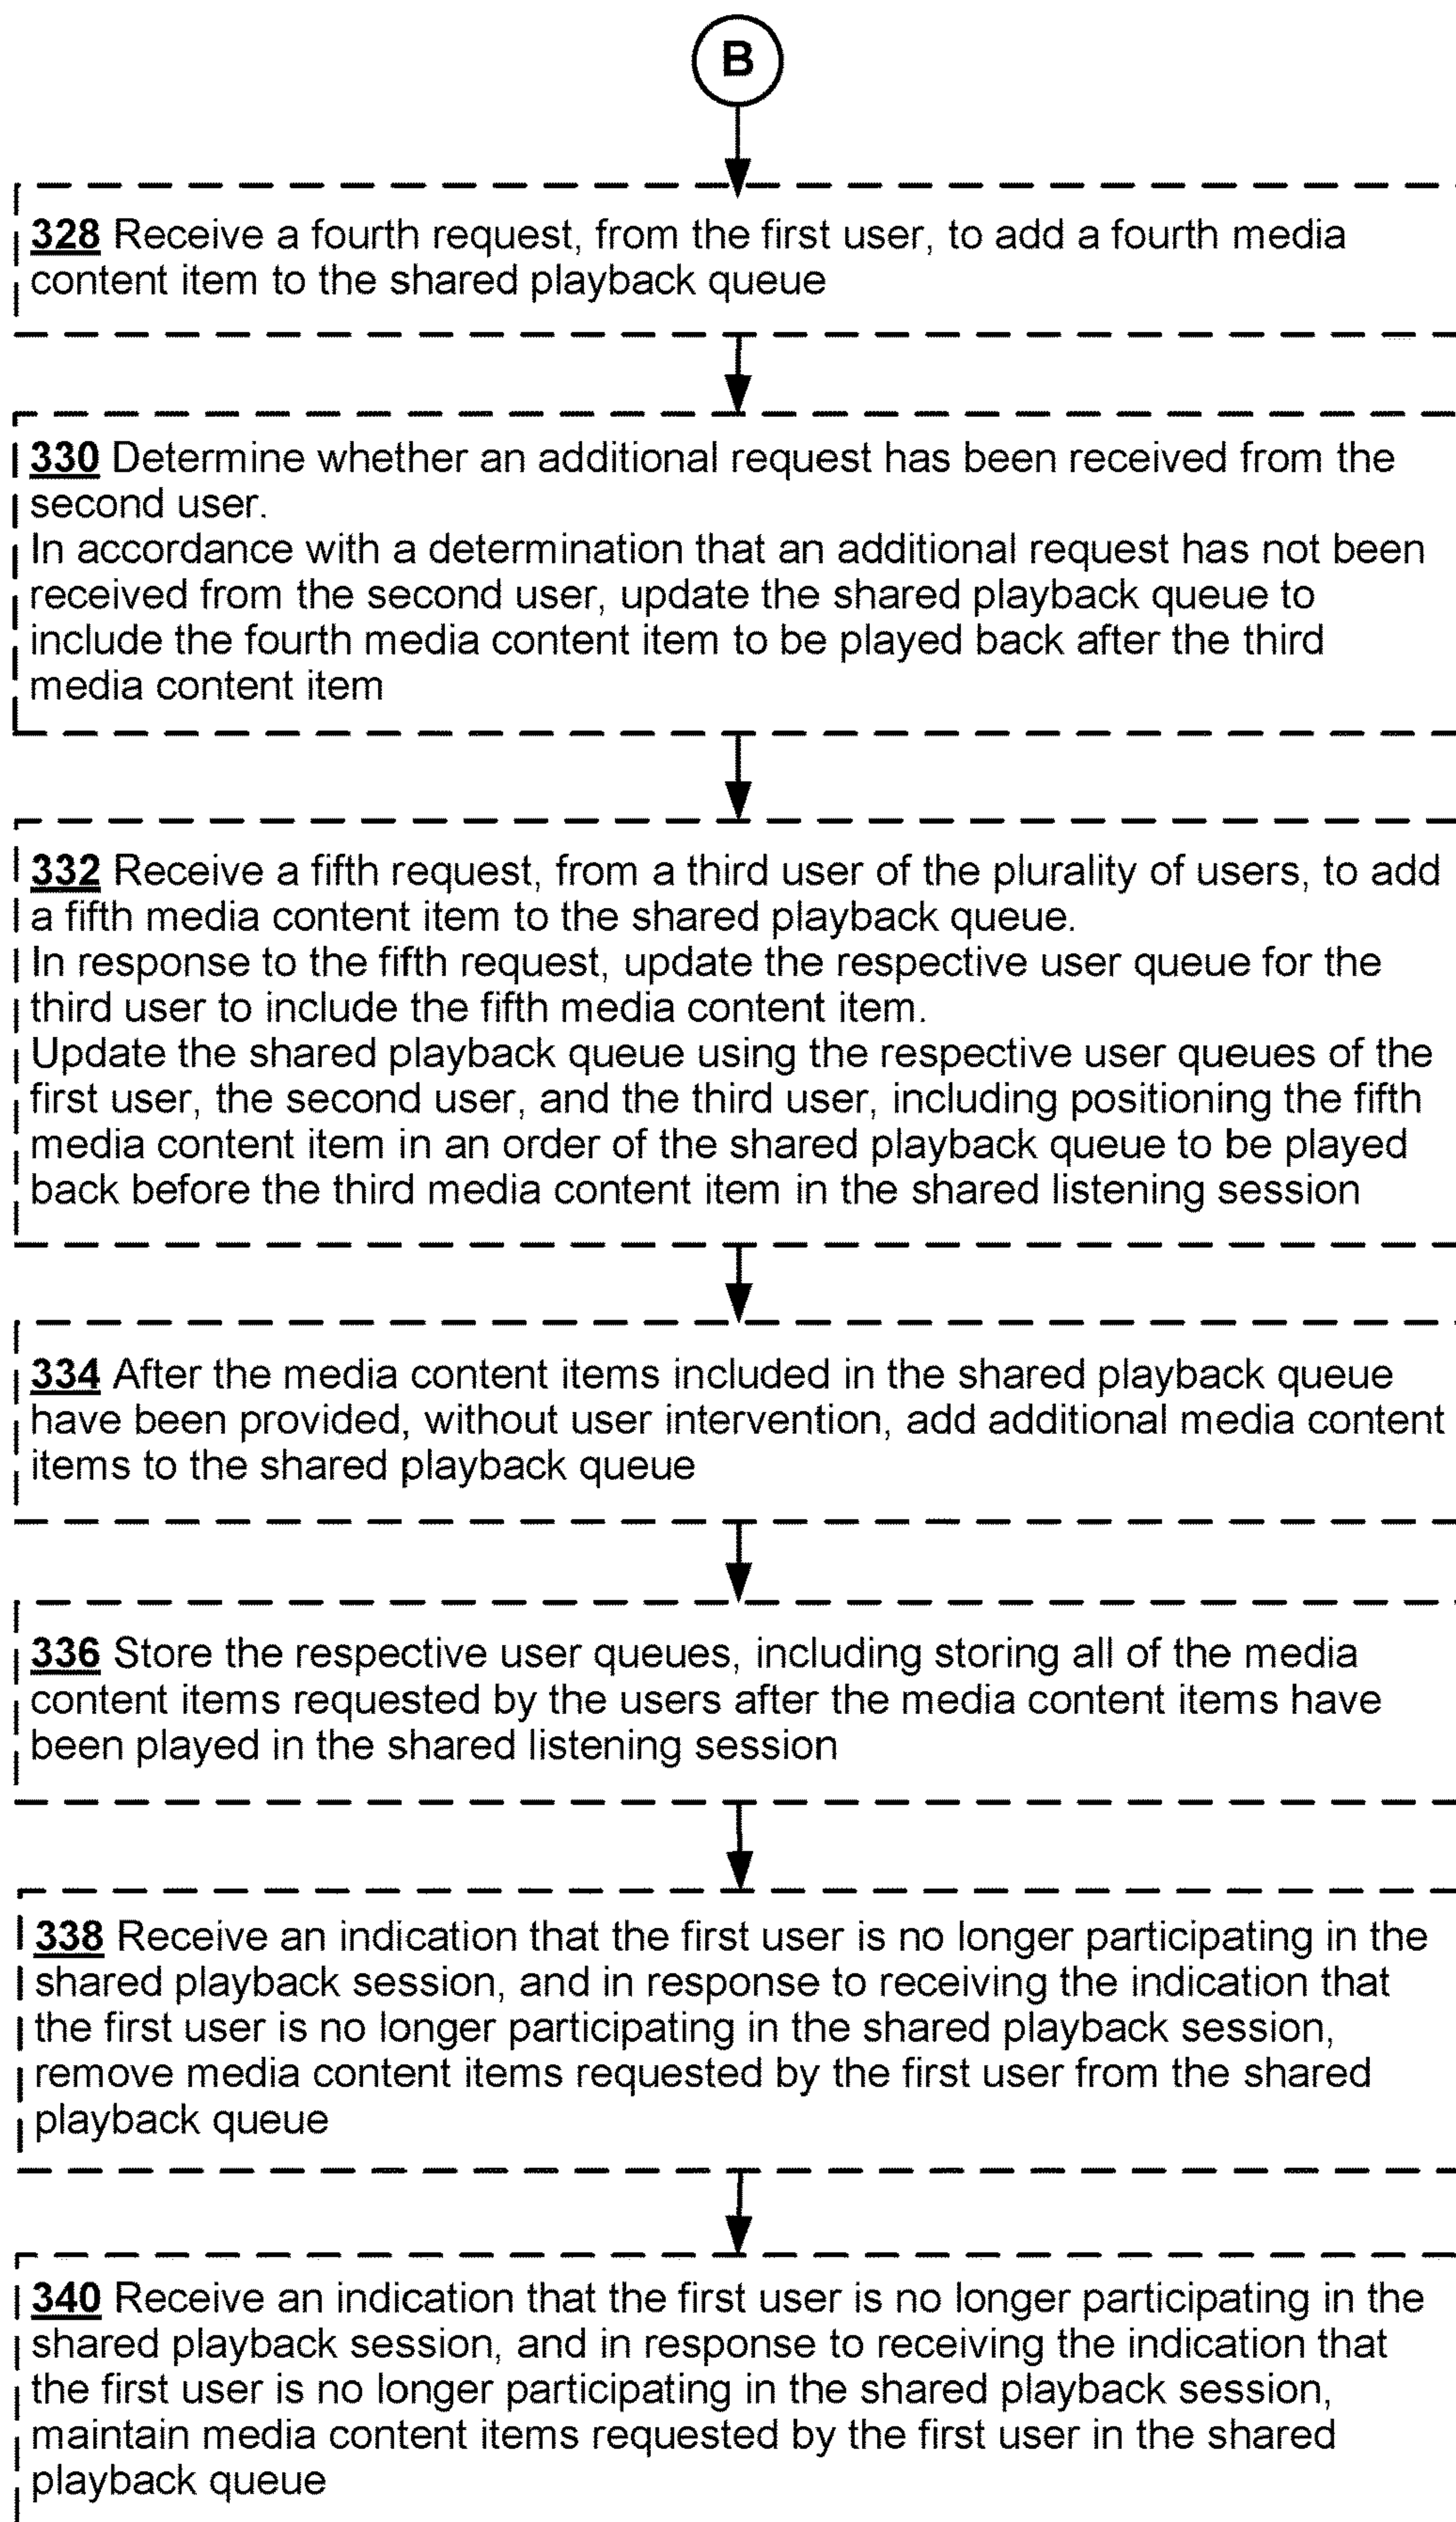 B
328 Receive a fourth request, from the first user, to add a fourth media
content item to the shared playback queue
330 Determine whether an additional request has been received from the
second user.
In accordance with a determination that an additional request has not been
received from the second user, update the shared playback queue to
include the fourth media content item to be played back after the third
media content item
332 Receive a fifth request, from a third user of the plurality of users, to add
a fifth media content item to the shared playback queue.
In response to the fifth request, update the respective user queue for the
third user to include the fifth media content item.
Update the shared playback queue using the respective user queues of the
first user, the second user, and the third user, including positioning the fifth
media content item in an order of the shared playback queue to be played
back before the third media content item in the shared listening session
334 After the media content items included in the shared playback queue
have been provided, without user intervention, add additional media content
items to the shared playback queue
336 Store the respective user queues, including storing all of the media
content items requested by the users after the media content items have
been played in the shared listening session
338 Receive an indication that the first user is no longer participating in the
shared playback session, and in response to receiving the indication that
the first user is no longer participating in the shared playback session,
remove media content items requested by the first user from the shared
playback queue
340 Receive an indication that the first user is no longer participating in the
shared playback session, and in response to receiving the indication that
the first user is no longer participating in the shared playback session,
maintain media content items requested by the first user in the shared
playback queue